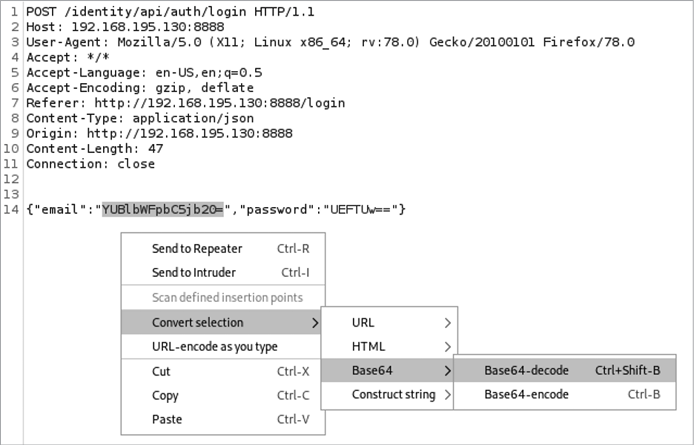 1 POST /identity/api/auth/login HTTP/1.1
2 Host: 192.168.195.130:8888
3 User-Agent: Mozilla/5.0 (X11; Linux x86_64; rv:78.0) Gecko/20100101 Firefox/78.0
4 Accept: */*
5 Accept-Language: en-US,en;q=0.5
6 Accept-Encoding: gzip, deflate
7 Referer: http://192.168.195.130:8888/login
8 Content-Type: application/json
9 Origin: http://192.168.195.130:8888
10 Content-Length: 47
11 Connection: close
12
13
14 {"email":"YUBlbWFpbC5jb20=","password":"UEFTUw=="}
Send to Repeater Ctrl-R
Send to Intruder Ctrl-I
Scan defined insertion points
Convert selection
URL-encode as you type
Cut Ctrl-X
Copy Ctrl-C
Paste Ctrl-V
URL
HTML
Base64
Construct string
Base64-decode Ctrl+Shift-B
Base64-encode Ctrl-B